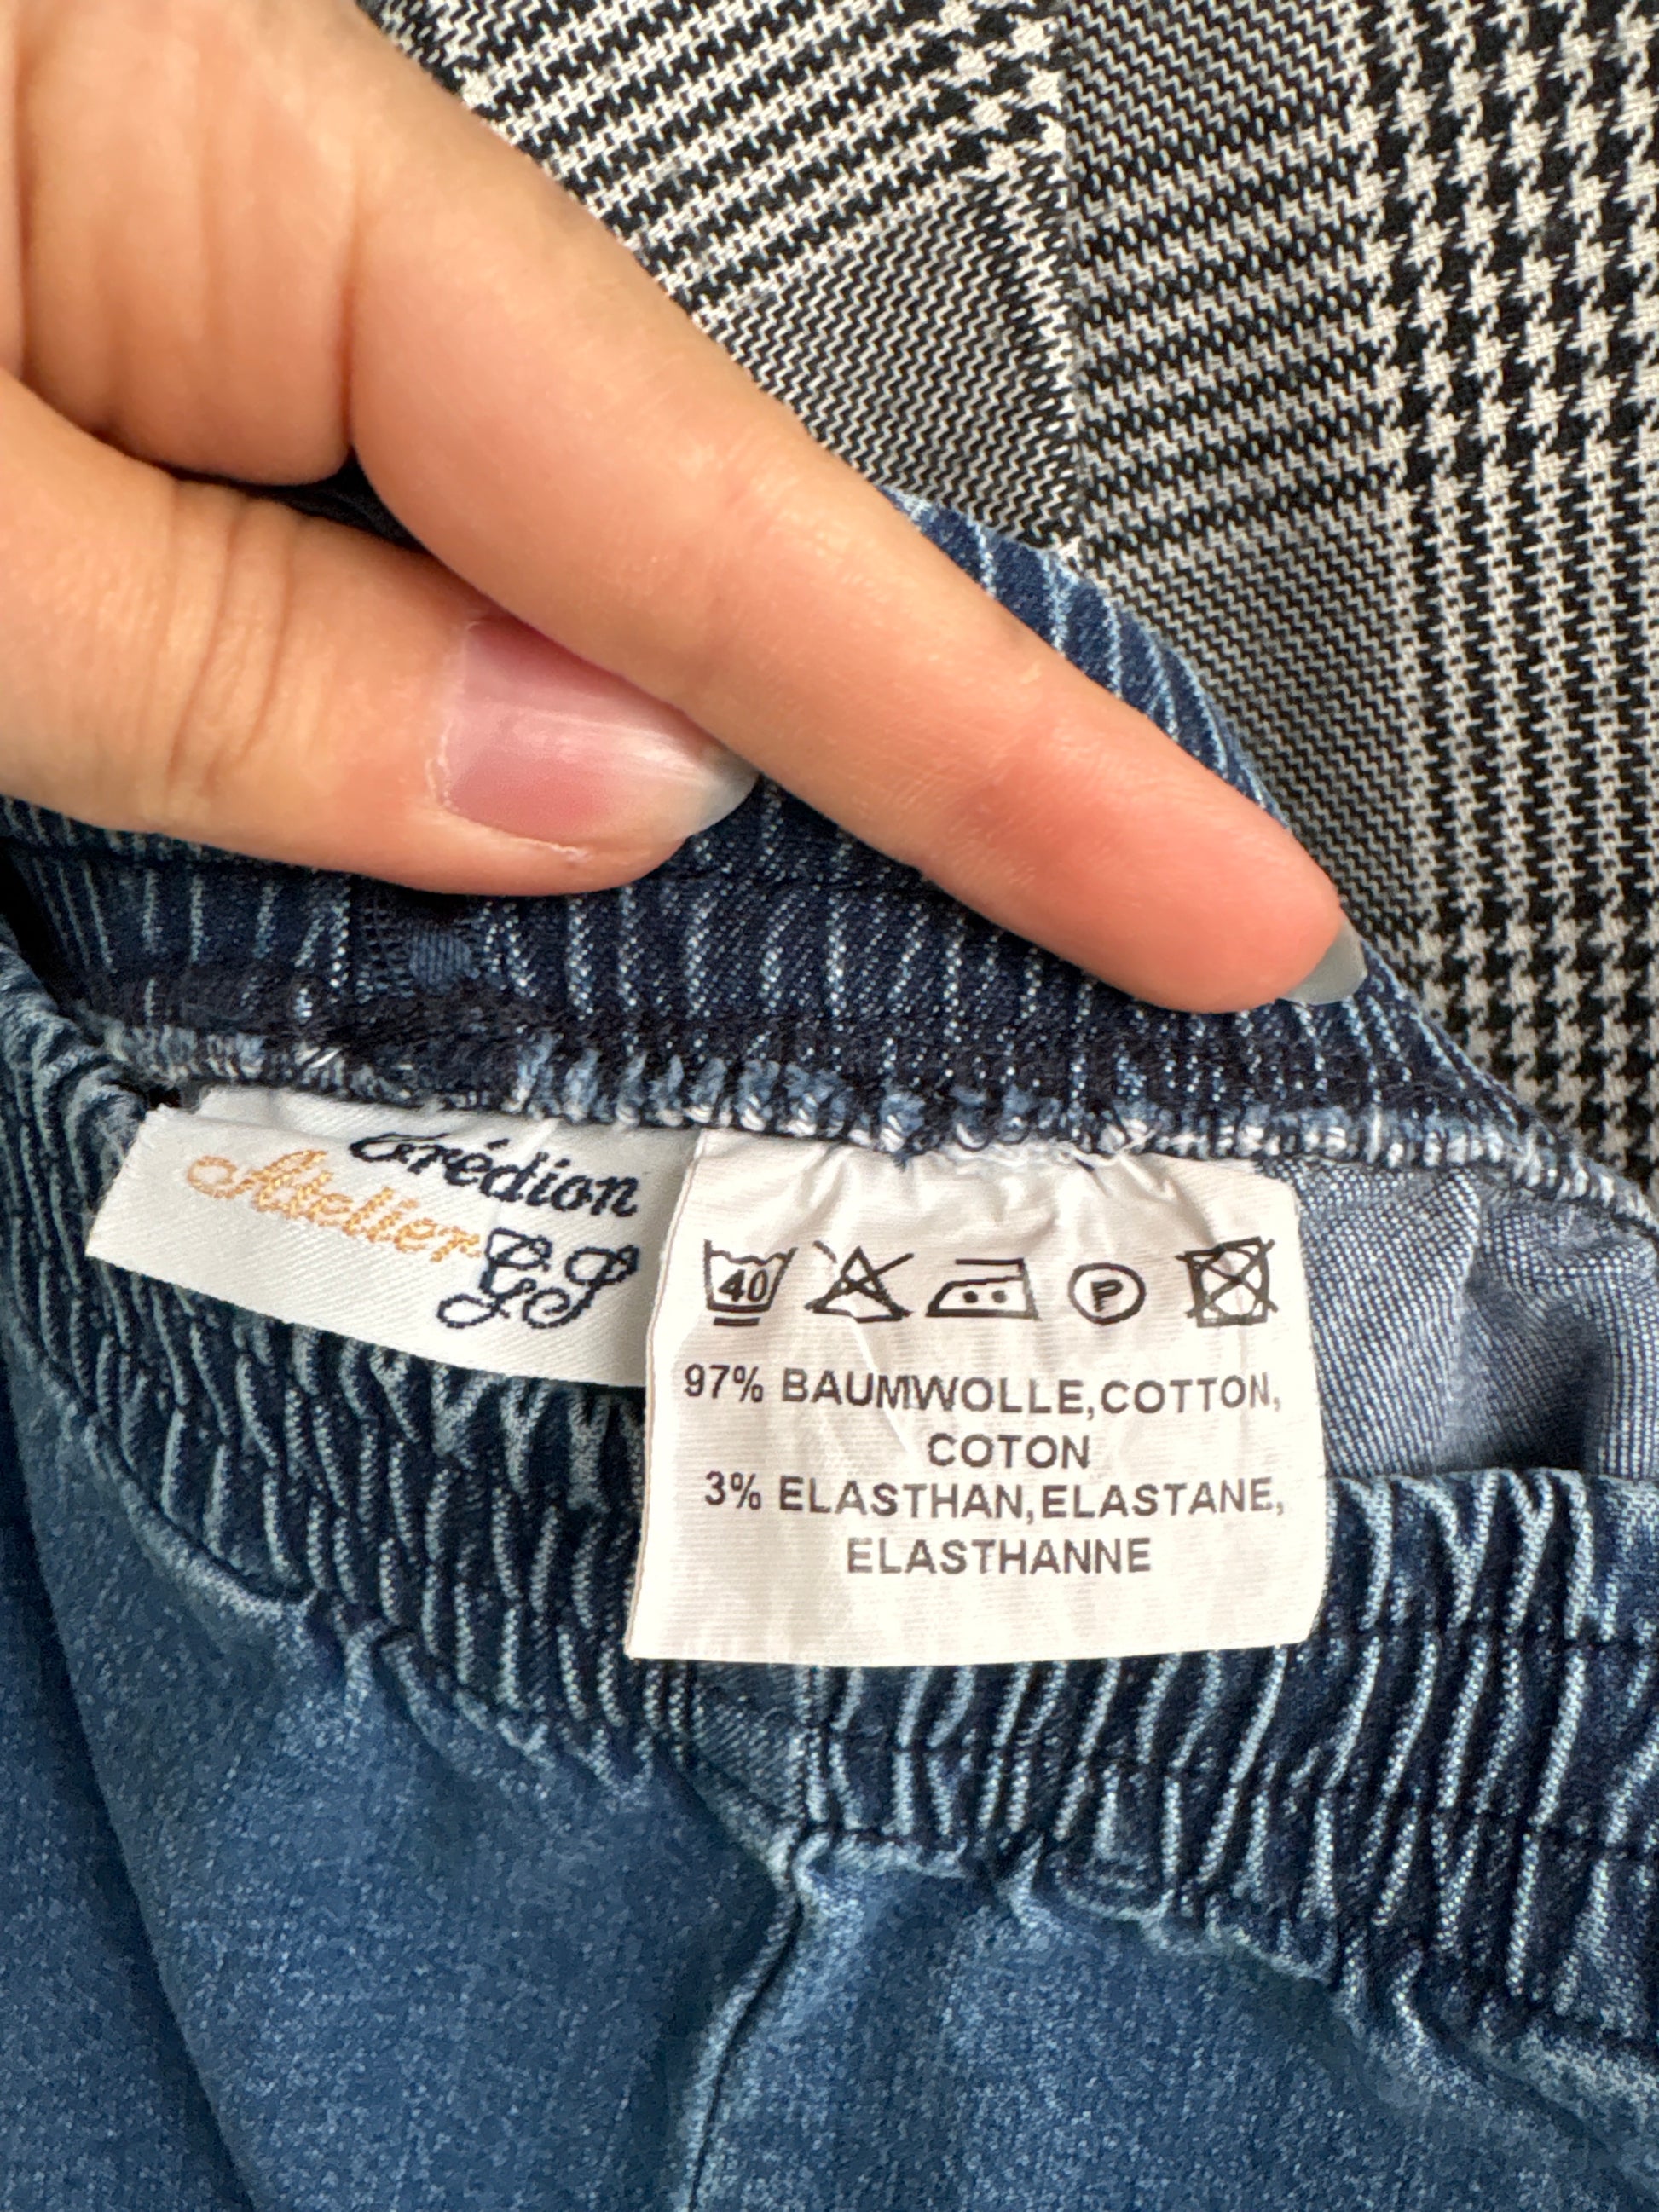 Crédion
Atelier GS
40
P
97% BAUMWOLLE,COTTON,
COTON
3% ELASTHAN,ELASTANE,
ELASTHANNE